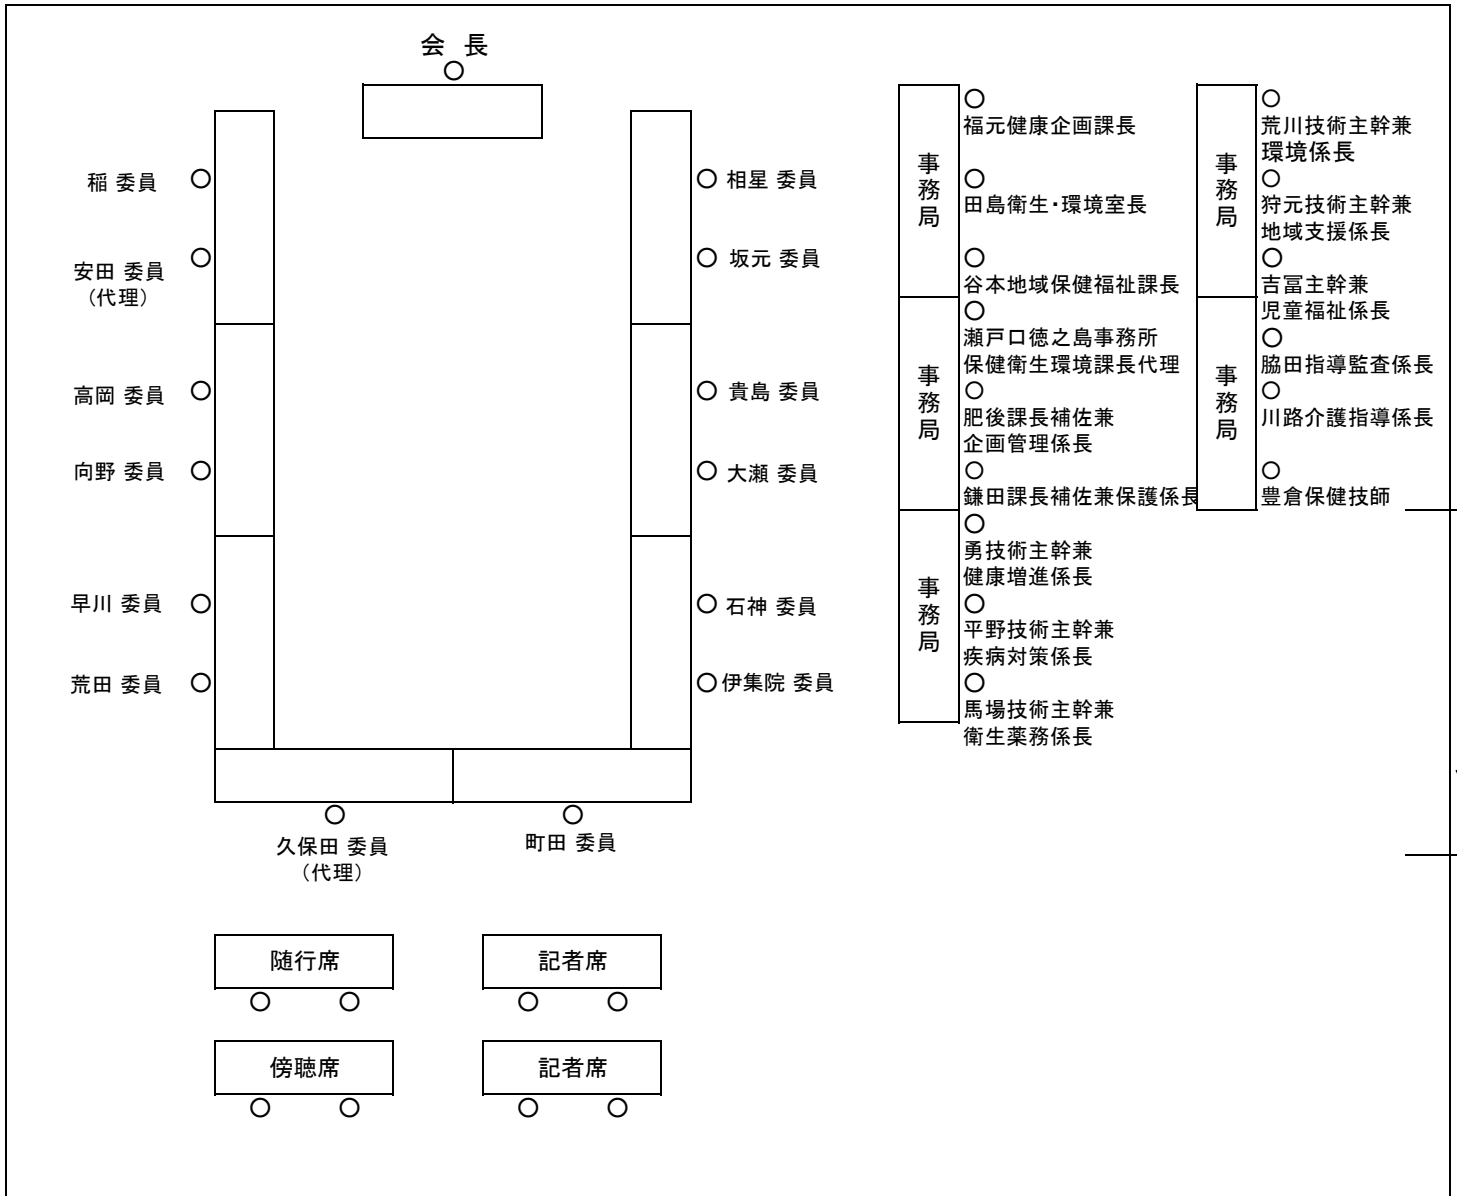 会 長
稲 委員
安田 委員
（代理）
高岡 委員
向野 委員
早川 委員
荒田 委員
相星 委員
坂元 委員
貴島 委員
大瀬 委員
石神 委員
伊集院 委員
久保田 委員
（代理）
町田 委員
随行席
記者席
傍聴席
記者席
事務局
福元健康企画課長
田島衛生・環境室長
谷本地域保健福祉課長
事務局
瀬戸口徳之島事務所
保健衛生環境課長代理
肥後課長補佐兼
企画管理係長
鎌田課長補佐兼保護係長
事務局
勇技術主幹兼
健康増進係長
平野技術主幹兼
疾病対策係長
馬場技術主幹兼
衛生薬務係長
事務局
荒川技術主幹兼
環境係長
狩元技術主幹兼
地域支援係長
吉冨主幹兼
児童福祉係長
事務局
脇田指導監査係長
川路介護指導係長
豊倉保健技師